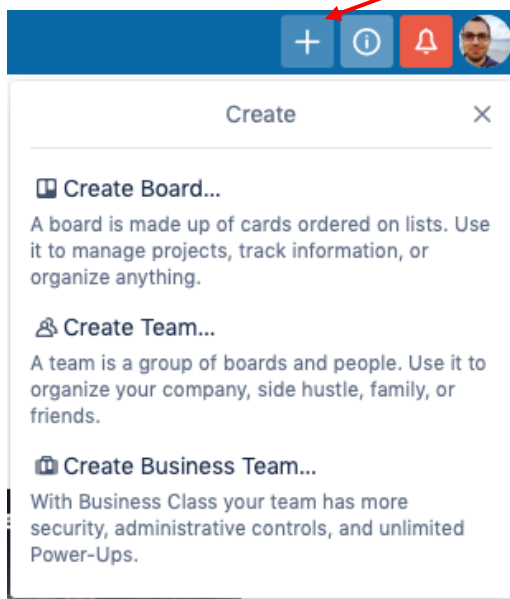 Create
Create Board...
A board is made up of cards ordered on lists. Use
it to manage projects, track information, or
organize anything.
Create Team...
A team is a group of boards and people. Use it to
organize your company, side hustle, family, or
friends.
Create Business Team...
With Business Class your team has more
security, administrative controls, and unlimited
Power-Ups.